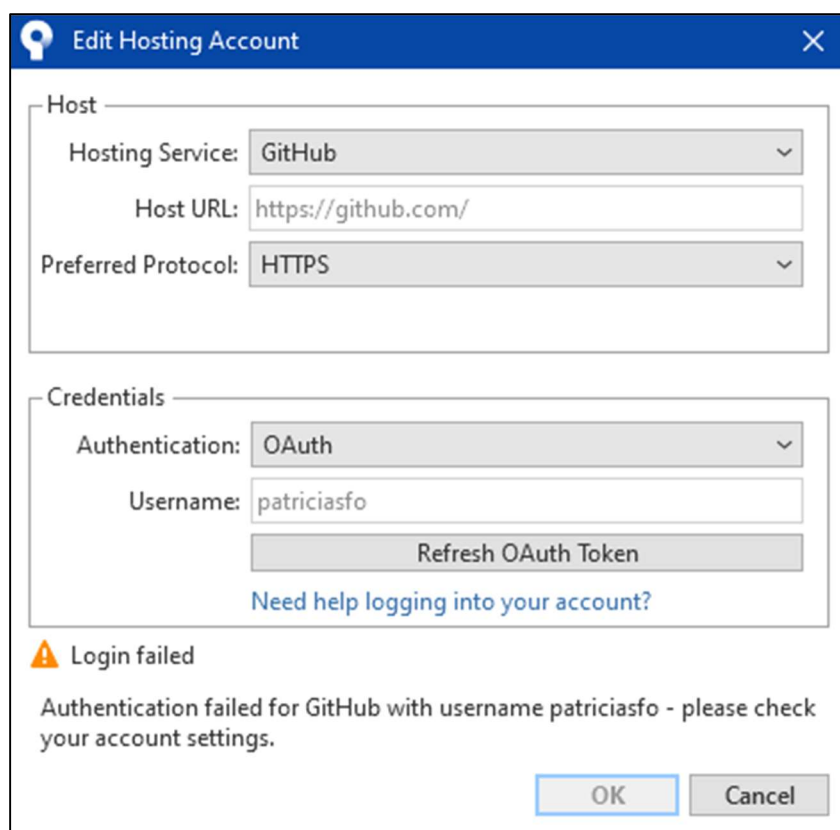 Edit Hosting Account
Host
Hosting Service: GitHub
Host URL: https://github.com/
Preferred Protocol: HTTPS
Credentials
Authentication: OAuth
Username: patriciasfo
Refresh OAuth Token
Need help logging into your account?
Login failed
Authentication failed for GitHub with username patriciasfo - please check
your account settings.
OK Cancel